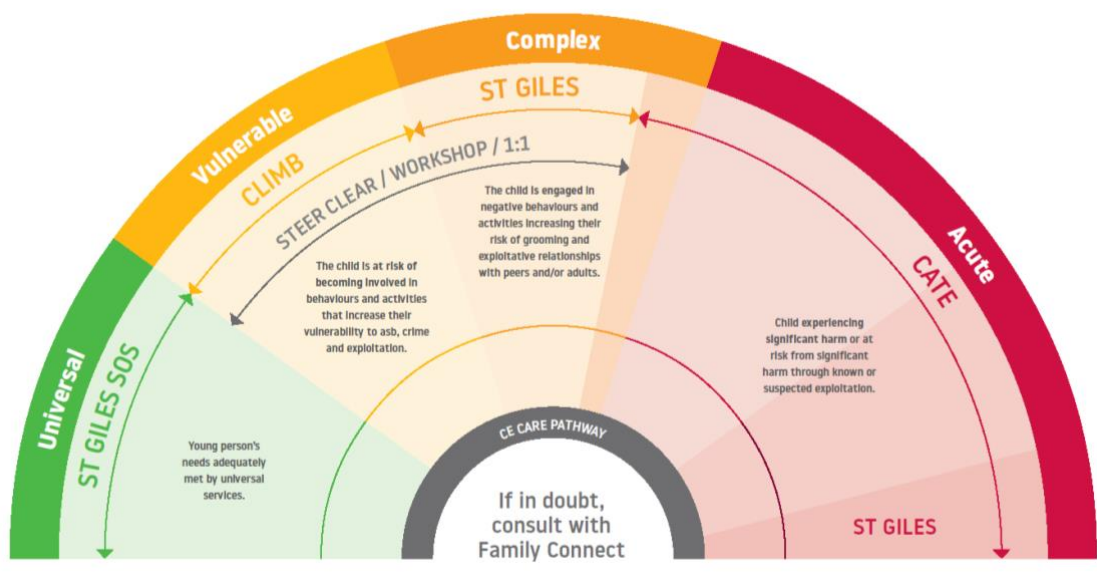 Universal
Vulnerable
Complex
Acute
ST GILES SOS
CLIMB
ST GILES
CATE
STEER CLEAR / WORKSHOP / 1:1
Young person's
needs adequately
met by universal
services.
The child is at risk of
becoming involved in
behaviours and activities
that increase their
vulnerability to asb, crime
and exploitation.
The child is engaged in
negative behaviours and
activities increasing their
risk of grooming and
exploitative relationships
with peers and/or adults.
Child experiencing
significant harm or at
risk from significant
harm through known or
suspected exploitation.
ST GILES
CE CARE PATHWAY
If in doubt,
consult with
Family Connect